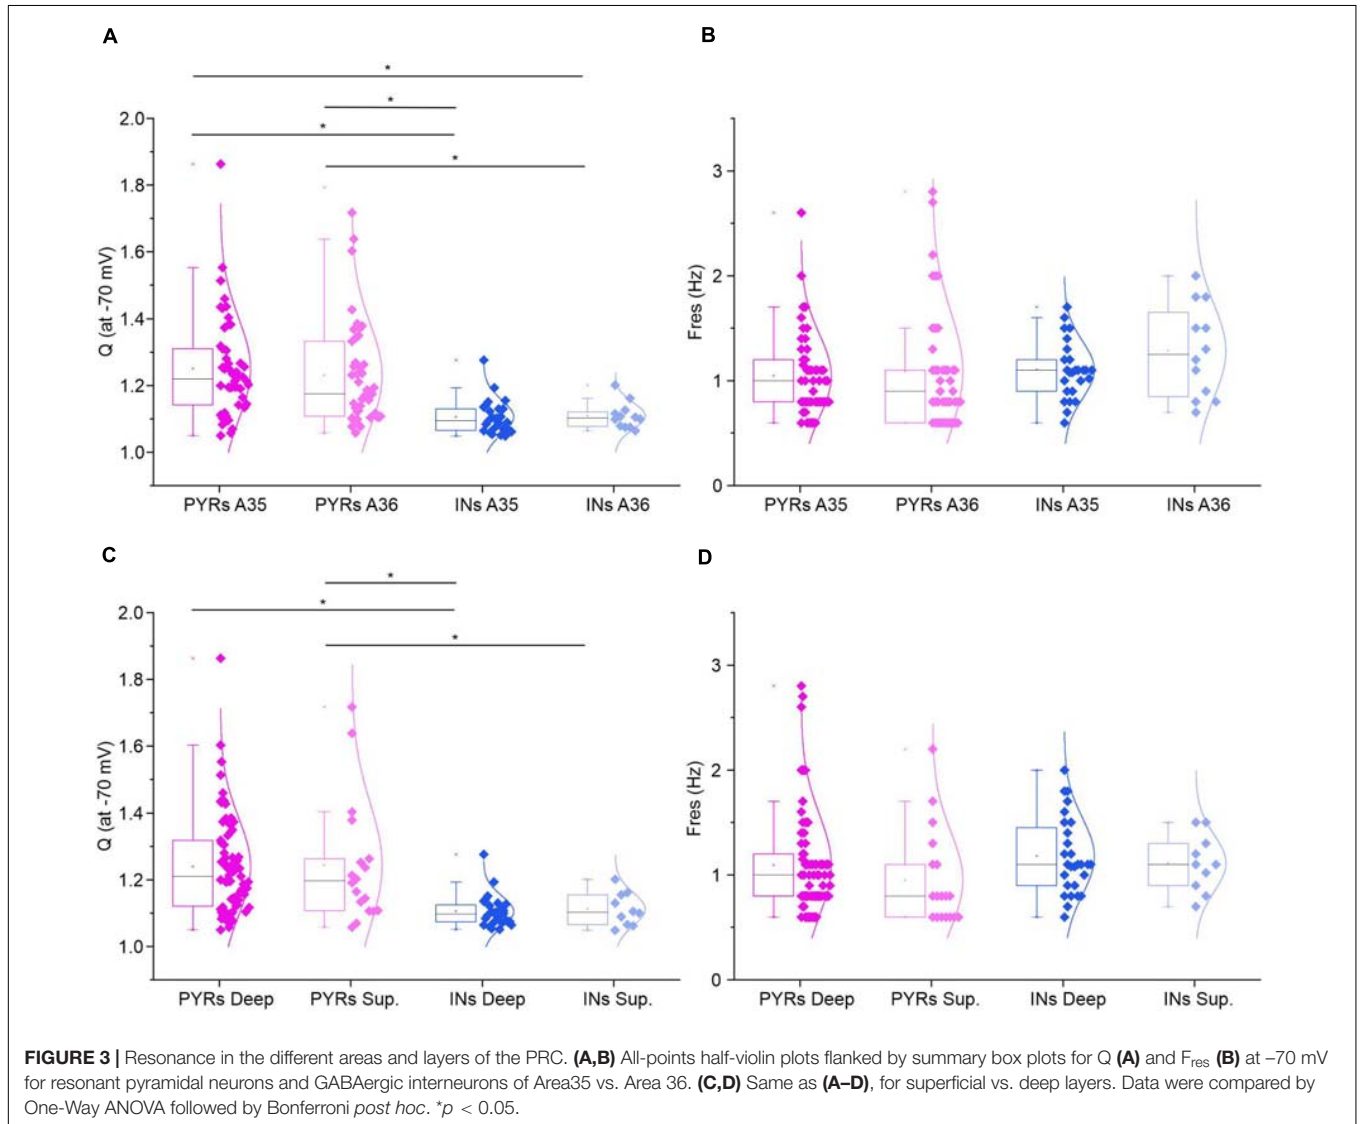 A
B
*
*
*
*
2.0
1.8
1.6
1.4
1.2
1.0
Q (at -70 mV)
PYRs A35
PYRs A36
INs A35
INs A36
3
2
1
0
Fres (Hz)
PYRs A35
PYRs A36
INs A35
INs A36
C
D
*
*
*
2.0
1.8
1.6
1.4
1.2
1.0
Q (at -70 mV)
PYRs Deep
PYRs Sup.
INs Deep
INs Sup.
3
2
1
0
Fres (Hz)
PYRs Deep
PYRs Sup.
INs Deep
INs Sup.
FIGURE 3 | Resonance in the different areas and layers of the PRC. (A,B) All-points half-violin plots flanked by summary box plots for Q (A) and Fres (B) at –70 mV
for resonant pyramidal neurons and GABAergic interneurons of Area35 vs. Area 36. (C,D) Same as (A–D), for superficial vs. deep layers. Data were compared by
One-Way ANOVA followed by Bonferroni post hoc. *p < 0.05.